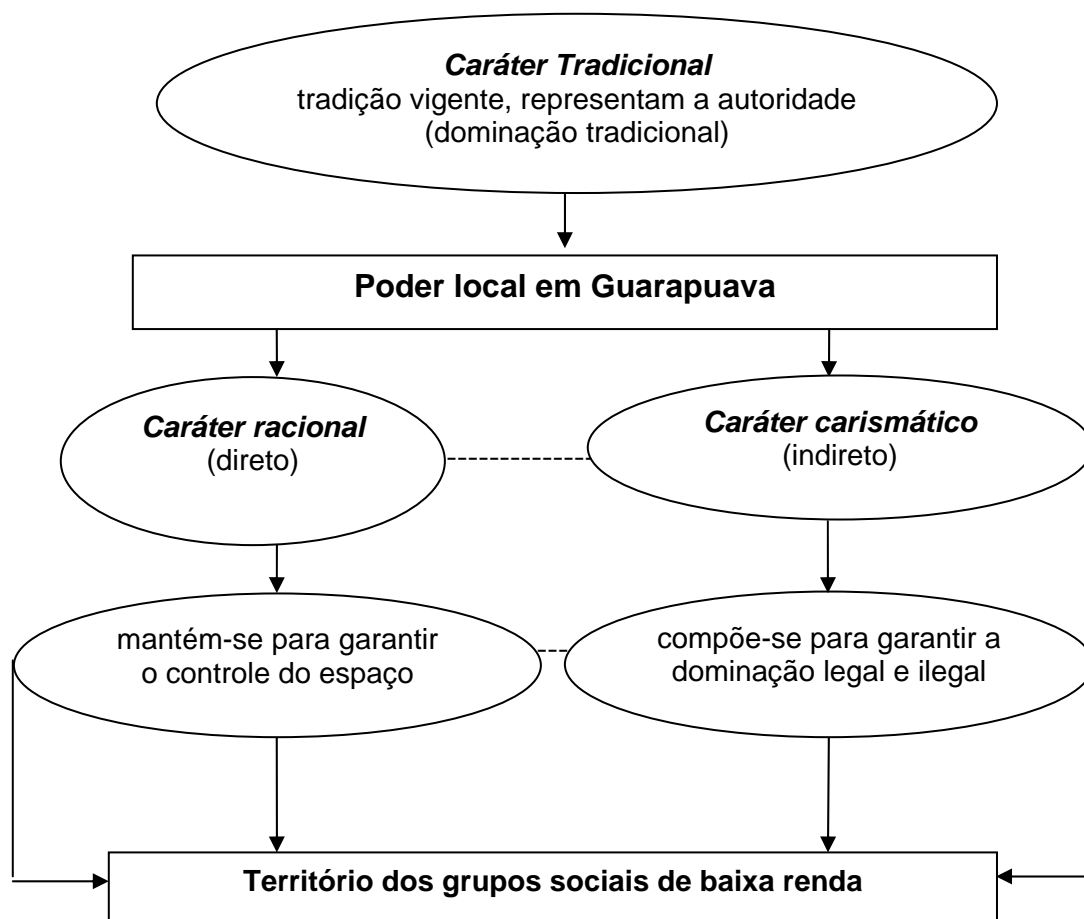 Caráter Tradicional
tradição vigente, representam a autoridade
(dominação tradicional)
Poder local em Guarapuava
Caráter racional
(direto)
Caráter carismático
(indireto)
mantém-se para garantir
o controle do espaço
compõe-se para garantir a
dominação legal e ilegal
Território dos grupos sociais de baixa renda